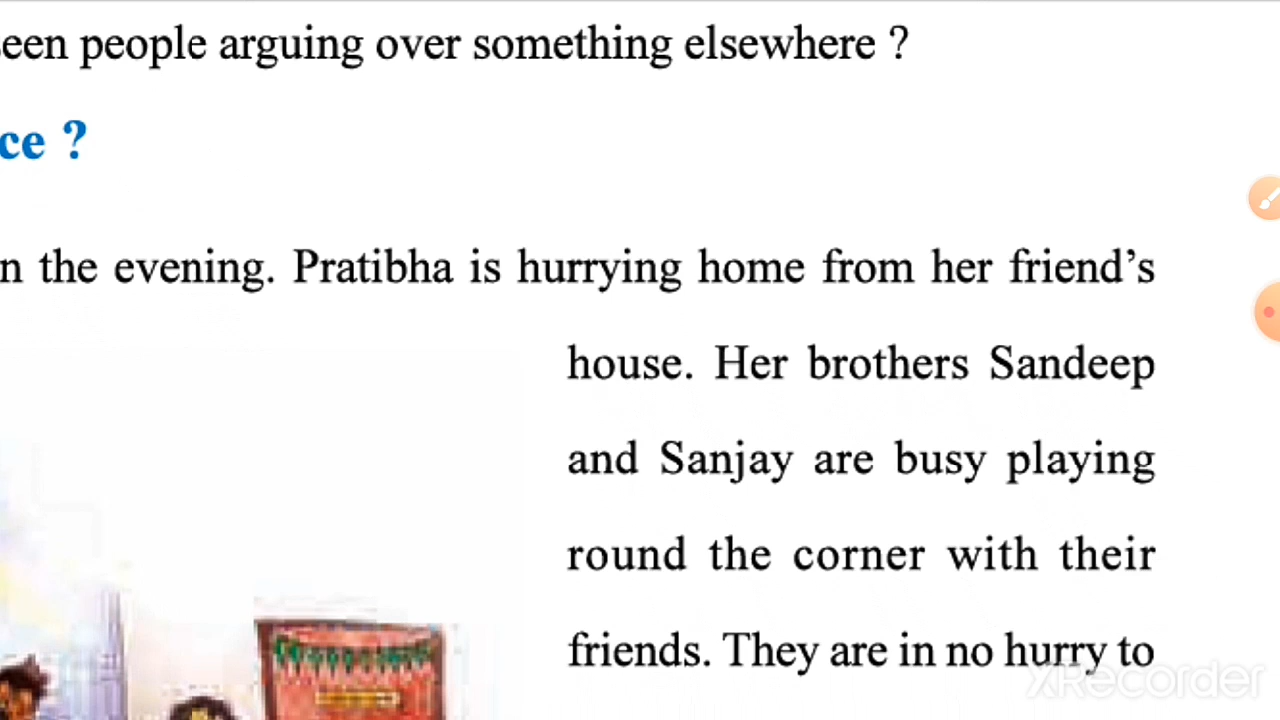 een people arguing over something elsewhere ?
ce ?
n the evening. Pratibha is hurrying home from her friend's
house. Her brothers Sandeep
and Sanjay are busy playing
round the corner with their
friends. They are in no hurry to
XRecorder